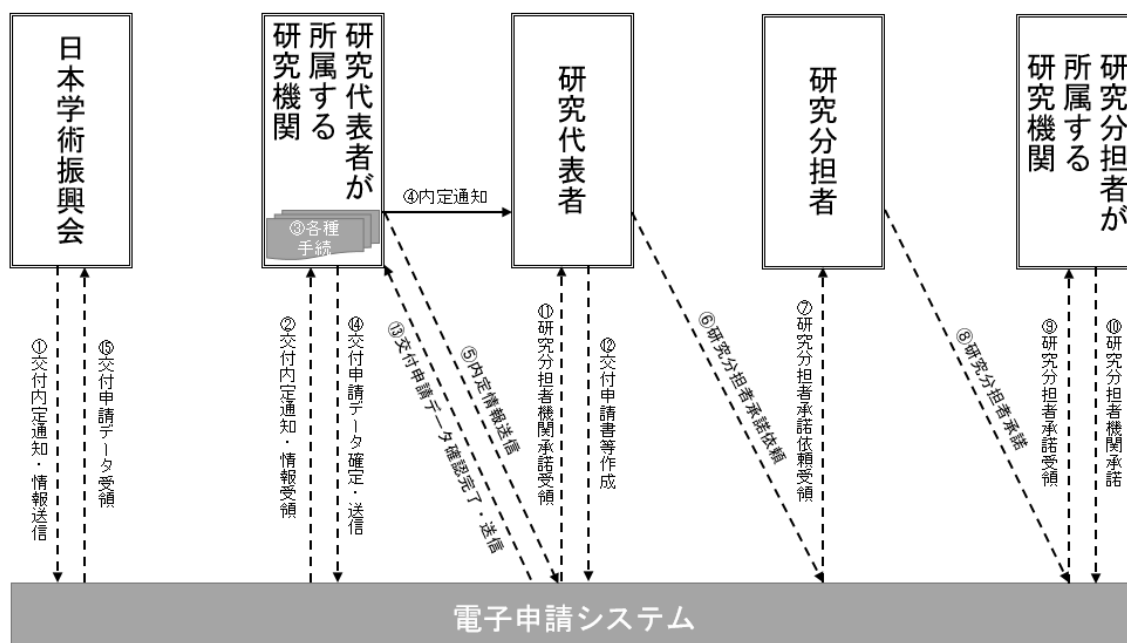 日本学術振興会
研究代表者が
所属する
研究機関
③各種
手続
研究代表者
研究分担者
研究分担者が
所属する
研究機関
④内定通知
①交付内定通知・情報送信
⑮交付申請データ受領
②交付内定通知・情報受領
⑭交付申請データ確定・送信
⑬交付申請データ確認完了・送信
⑤内定情報送信
⑪研究分担者機関承諾受領
⑫交付申請書等作成
⑥研究分担者承諾依頼
⑦研究分担者承諾依頼受領
⑧研究分担者承諾
⑨研究分担者承諾受領
⑩研究分担者機関承諾
電子申請システム